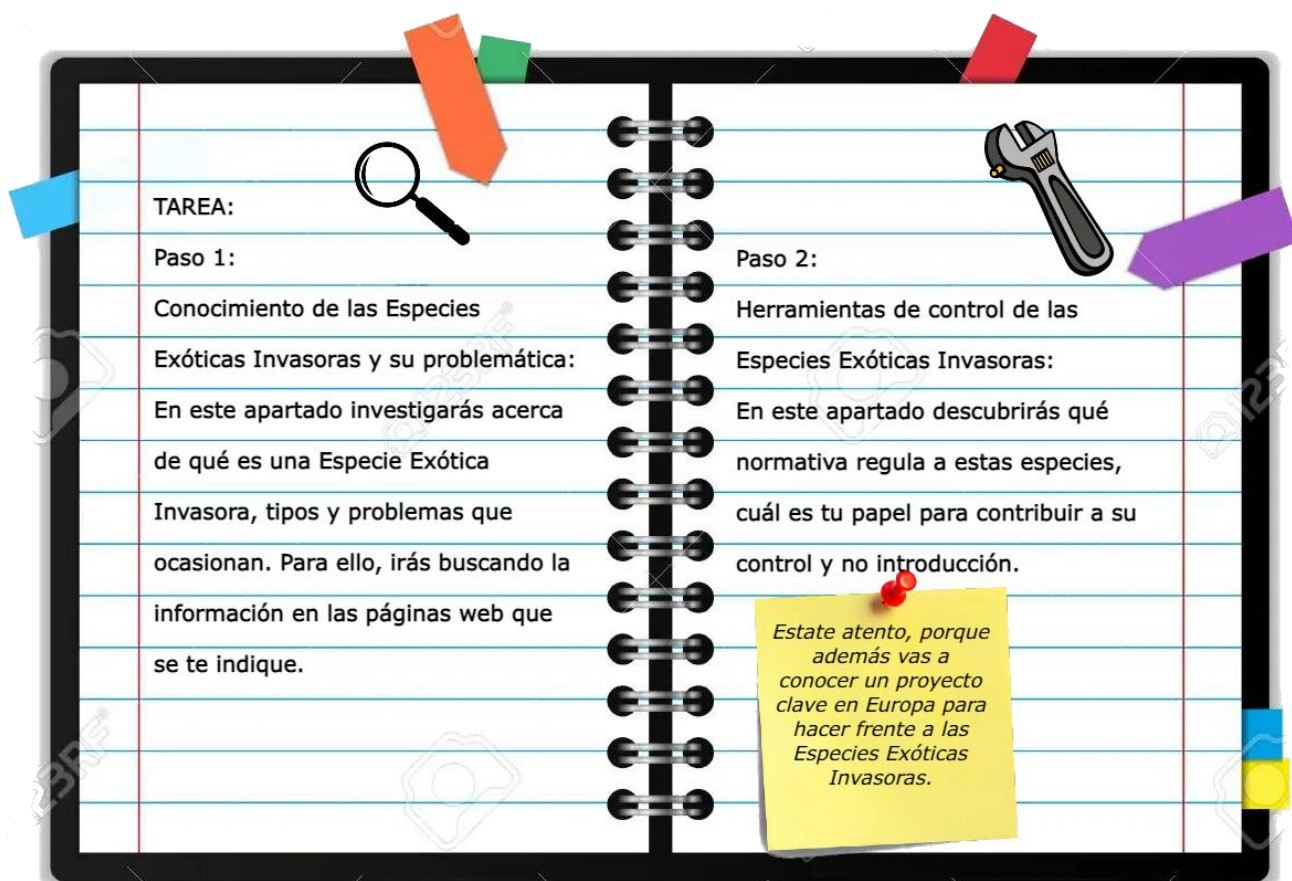 TAREA:
Paso 1:
Conocimiento de las Especies
Exóticas Invasoras y su problemática:
En este apartado investigarás acerca
de qué es una Especie Exótica
Invasora, tipos y problemas que
ocasionan. Para ello, irás buscando la
información en las páginas web que
se te indique.
Paso 2:
Herramientas de control de las
Especies Exóticas Invasoras:
En este apartado descubrirás qué
normativa regula a estas especies,
cuál es tu papel para contribuir a su
control y no introducción.
Estate atento, porque
además vas a
conocer un proyecto
clave en Europa para
hacer frente a las
Especies Exóticas
Invasoras.